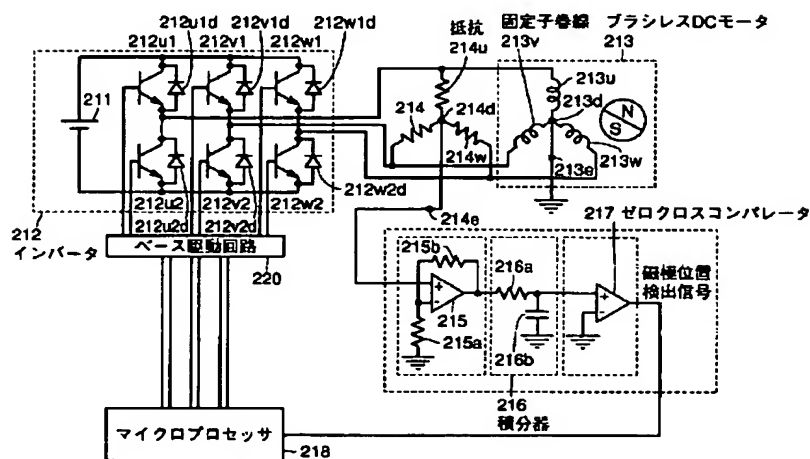 212u1d 212v1d
212u1 212v1 212w1d
212w1
抵抗
214u
固定子巻線 ブラシレスDCモータ
213v 213
211
214 214d
214w
213u
213d
N
S
213w
213e
212w2d
212u2 212v2 212w2
212u2d 212v2d
212
インバータ
ベース駆動回路
220
214e
217 ゼロクロスコンパレータ
215b
216a
磁極位置
検出信号
+
-
215
215a
216b
+
-
216
積分器
マイクロプロセッサ
218